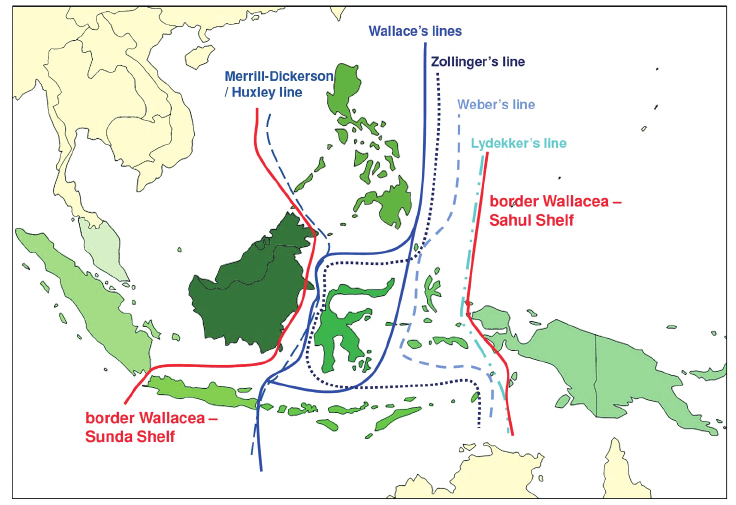 Wallace's lines
Zollinger's line
Merrill-Dickerson
/ Huxley line
Weber's line
Lydekker's line
border Wallacea –
Sahul Shelf
border Wallacea –
Sunda Shelf